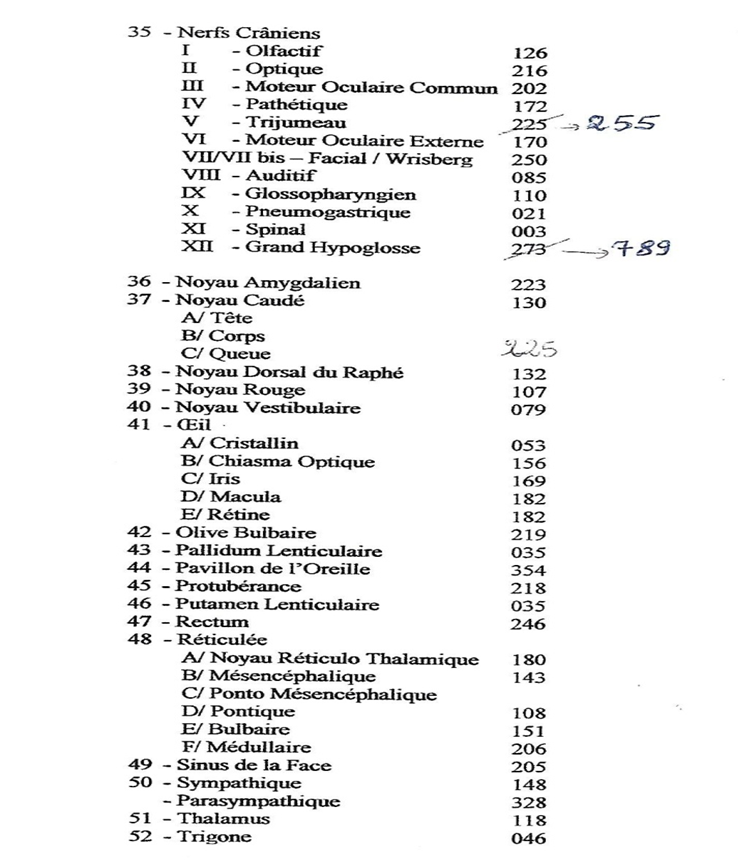 35 - Nerfs Crâniens
I - Olfactif 126
II - Optique 216
III - Moteur Oculaire Commun 202
IV - Pathétique 172
V - Trijumeau 225 → 255
VI - Moteur Oculaire Externe 170
VII/VII bis – Facial / Wrisberg 250
VIII - Auditif 085
IX - Glossopharyngien 110
X - Pneumogastrique 021
XI - Spinal 003
XII - Grand Hypoglosse 273 → 789
36 - Noyau Amygdalien 223
37 - Noyau Caudé 130
A/ Tête
B/ Corps
C/ Queue 225
38 - Noyau Dorsal du Raphé 132
39 - Noyau Rouge 107
40 - Noyau Vestibulaire 079
41 - Œil
A/ Cristallin 053
B/ Chiasma Optique 156
C/ Iris 169
D/ Macula 182
E/ Rétine 182
42 - Olive Bulbaire 219
43 - Pallidum Lenticulaire 035
44 - Pavillon de l'Oreille 354
45 - Protubérance 218
46 - Putamen Lenticulaire 035
47 - Rectum 246
48 - Réticulée
A/ Noyau Réticulo Thalamique 180
B/ Mésencéphalique 143
C/ Ponto Mésencéphalique
D/ Pontique 108
E/ Bulbaire 151
F/ Médullaire 206
49 - Sinus de la Face 205
50 - Sympathique 148
- Parasympathique 328
51 - Thalamus 118
52 - Trigone 046